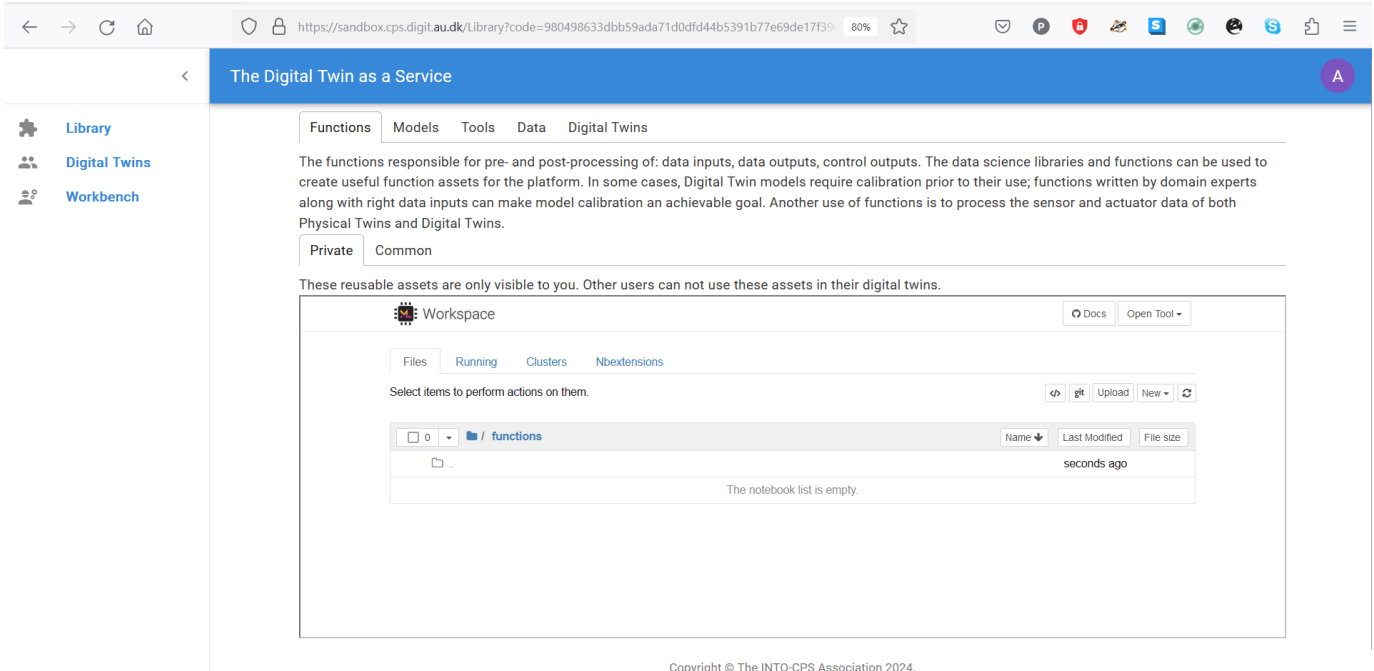 https://sandbox.cps.digit.au.dk/Library?code=980498633dbb59ada71d0dfd44b5391b77e69de17f39
80%
P
S
S
The Digital Twin as a Service
A
Library
Digital Twins
Workbench
Functions Models Tools Data Digital Twins
The functions responsible for pre- and post-processing of: data inputs, data outputs, control outputs. The data science libraries and functions can be used to
create useful function assets for the platform. In some cases, Digital Twin models require calibration prior to their use; functions written by domain experts
along with right data inputs can make model calibration an achievable goal. Another use of functions is to process the sensor and actuator data of both
Physical Twins and Digital Twins.
Private Common
These reusable assets are only visible to you. Other users can not use these assets in their digital twins.
ML Workspace Docs Open Tool
Files Running Clusters Nbextensions
Select items to perform actions on them. </> git Upload New
0 / functions Name Last Modified File size
.. seconds ago
The notebook list is empty.
Copyright © The INTO-CPS Association 2024.